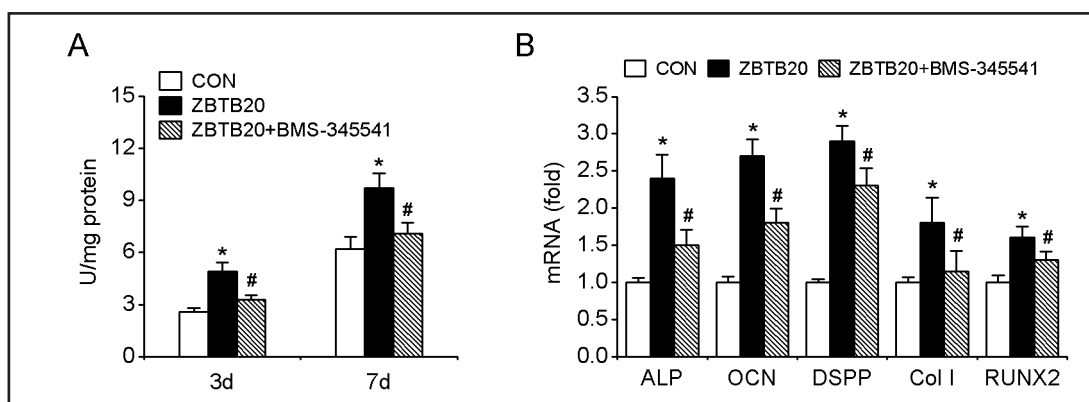 A
CON
ZBTB20
ZBTB20+BMS-345541
15
12
9
6
3
0
U/mg protein
* # * #
3d 7d
B
CON ZBTB20 ZBTB20+BMS-345541
3.5
3.0
2.5
2.0
1.5
1.0
0.5
0.0
mRNA (fold)
* # * # * # * # * #
ALP OCN DSPP Col I RUNX2